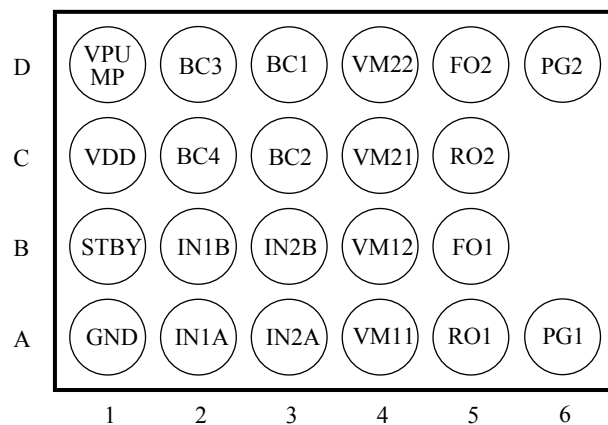 D VPU MP BC3 BC1 VM22 FO2 PG2
C VDD BC4 BC2 VM21 RO2
B STBY IN1B IN2B VM12 FO1
A GND IN1A IN2A VM11 RO1 PG1
1 2 3 4 5 6